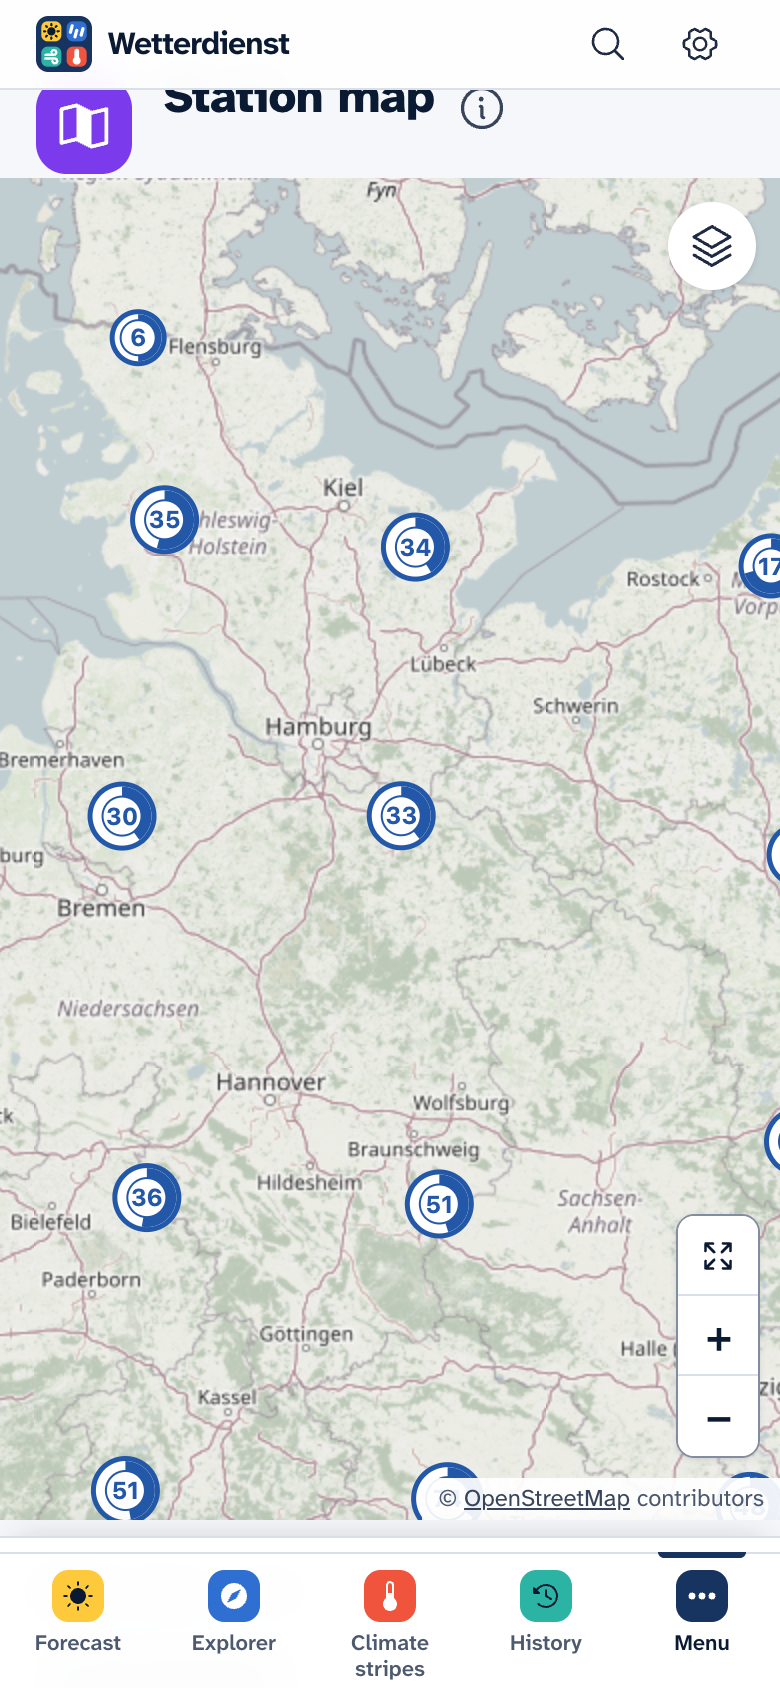 Wetterdienst
Station map
Fyn
6
Flensburg
Kiel
35
hleswig-
Holstein
34
17
Rostock
Vorp
Lübeck
Schwerin
Hamburg
Bremerhaven
30
33
burg
Bremen
Niedersachsen
Hannover
Wolfsburg
Braunschweig
Hildesheim
36
51
Sachsen-
Anhalt
Bielefeld
Paderborn
Göttingen
Halle
Kassel
51
© OpenStreetMap contributors
Forecast
Explorer
Climate
stripes
History
Menu